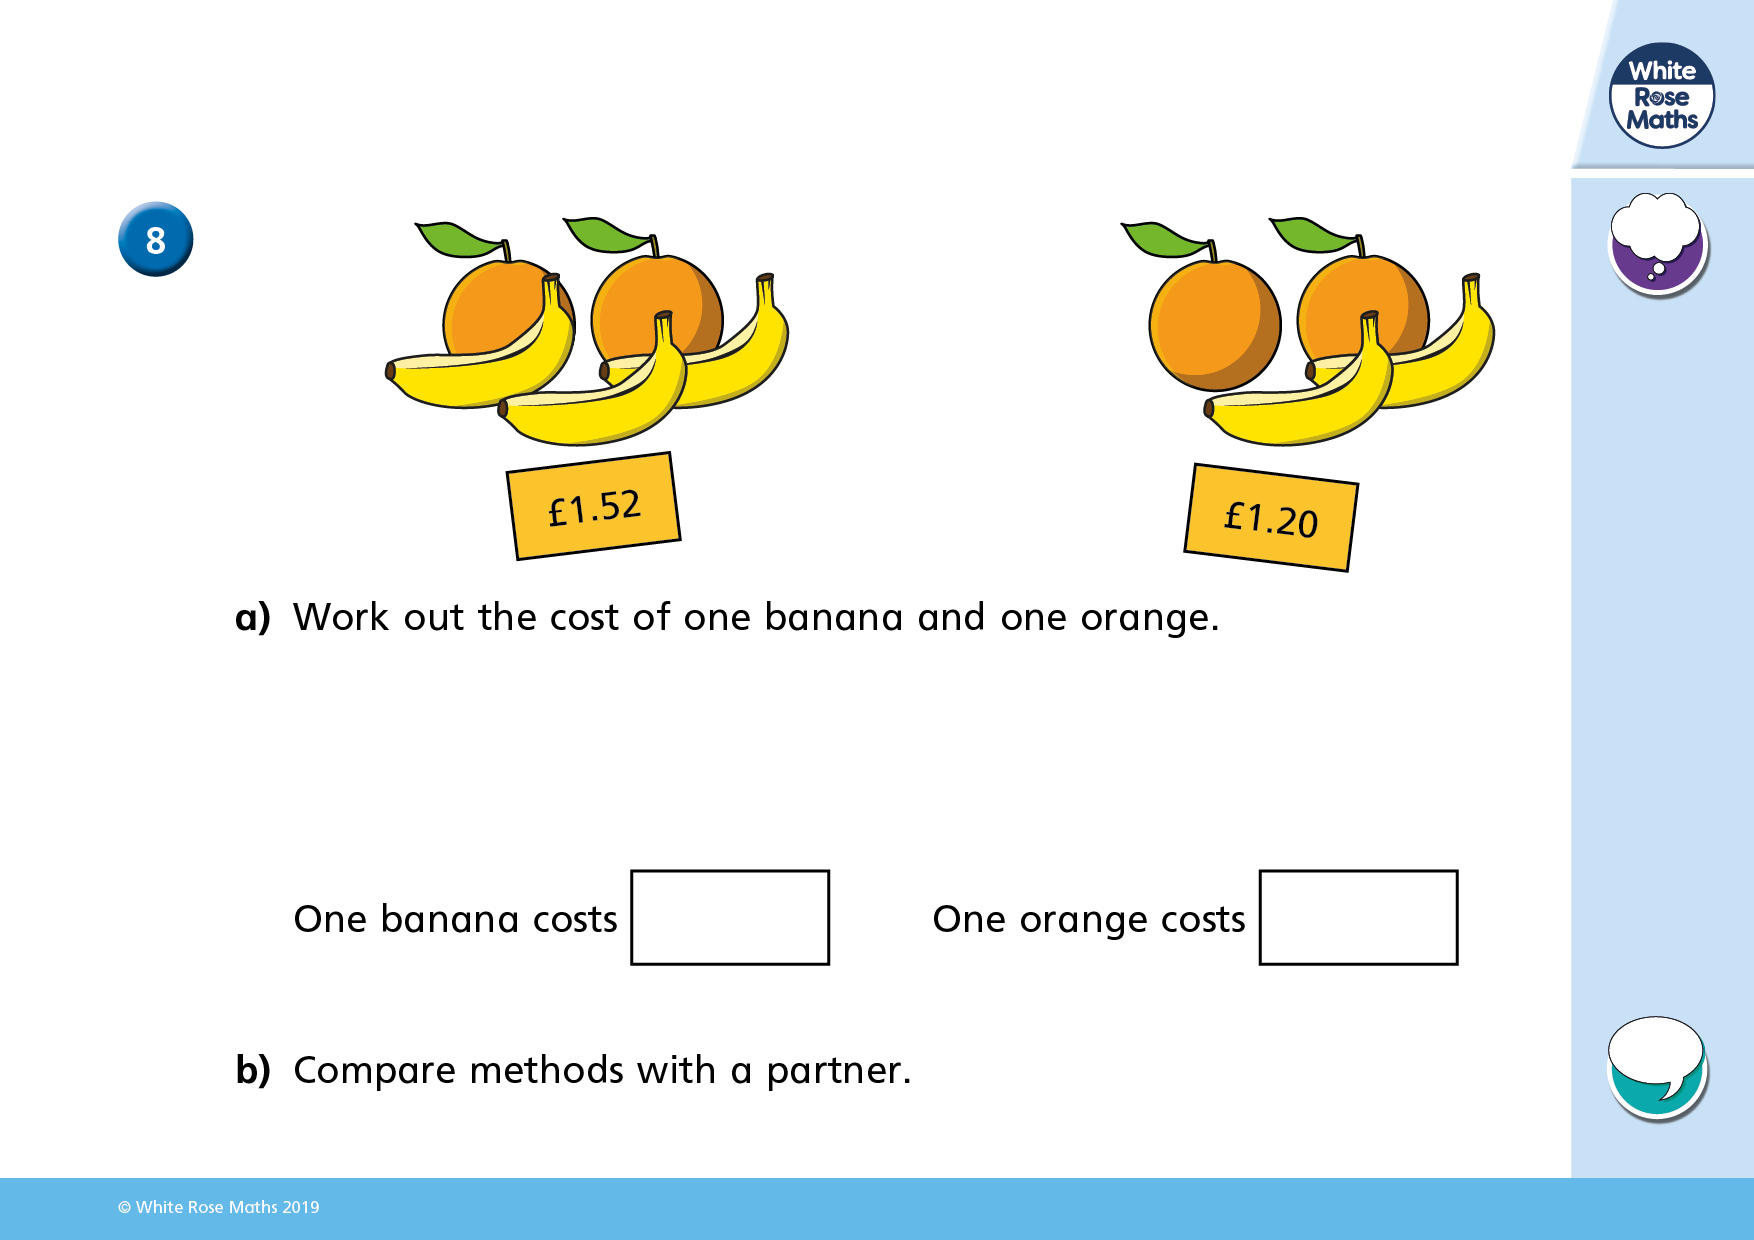 White
Rose
Maths
8
£1.52
£1.20
a) Work out the cost of one banana and one orange.
One banana costs
One orange costs
b) Compare methods with a partner.
© White Rose Maths 2019